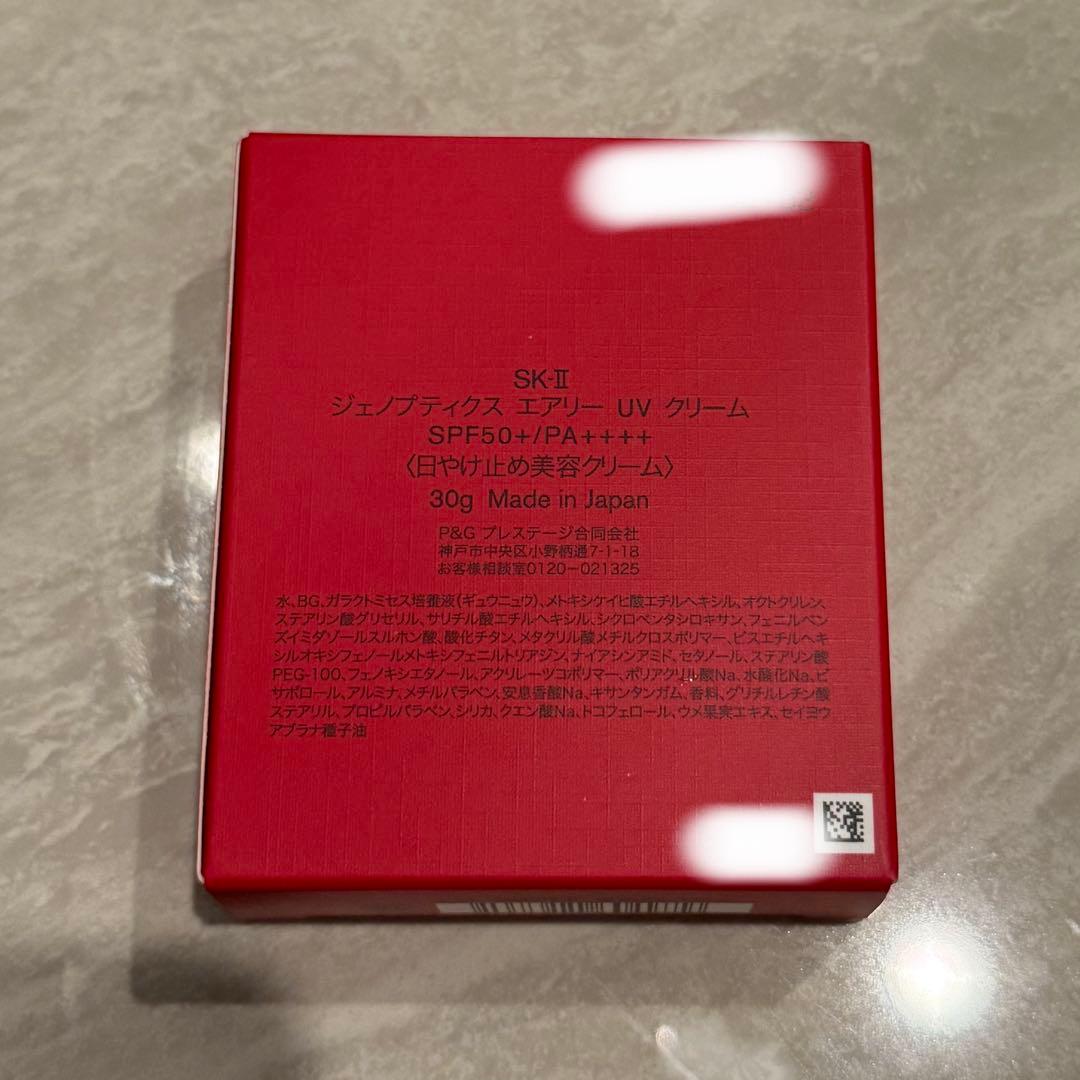 SK-Ⅱ
ジェノプティクス エアリー UV クリーム
SPF50+/PA++++
〈日やけ止め美容クリーム〉
30g Made in Japan
P&G プレステージ合同会社
神戸市中央区小野柄通7-1-18
お客様相談室0120-021325
水、BG、ガラクトミセス培養液(ギュウニュウ)、メトキシケイヒ酸エチルヘキシル、オクトクリレン、
ステアリン酸グリセリル、サリチル酸エチルヘキシル、シクロペンタシロキサン、フェニルベン
ズイミダゾールスルホン酸、酸化チタン、メタクリル酸メチルクロスポリマー、ビスエチルヘキ
シルオキシフェノールメトキシフェニルトリアジン、ナイアシンアミド、セタノール、ステアリン酸
PEG-100、フェノキシエタノール、アクリレーツコポリマー、ポリアクリル酸Na、水酸化Na、ビ
サボロール、アルミナ、メチルパラベン、安息香酸Na、キサンタンガム、香料、グリチルレチン酸
ステアリル、プロピルパラベン、シリカ、クエン酸Na、トコフェロール、ウメ果実エキス、セイヨウ
アブラナ種子油